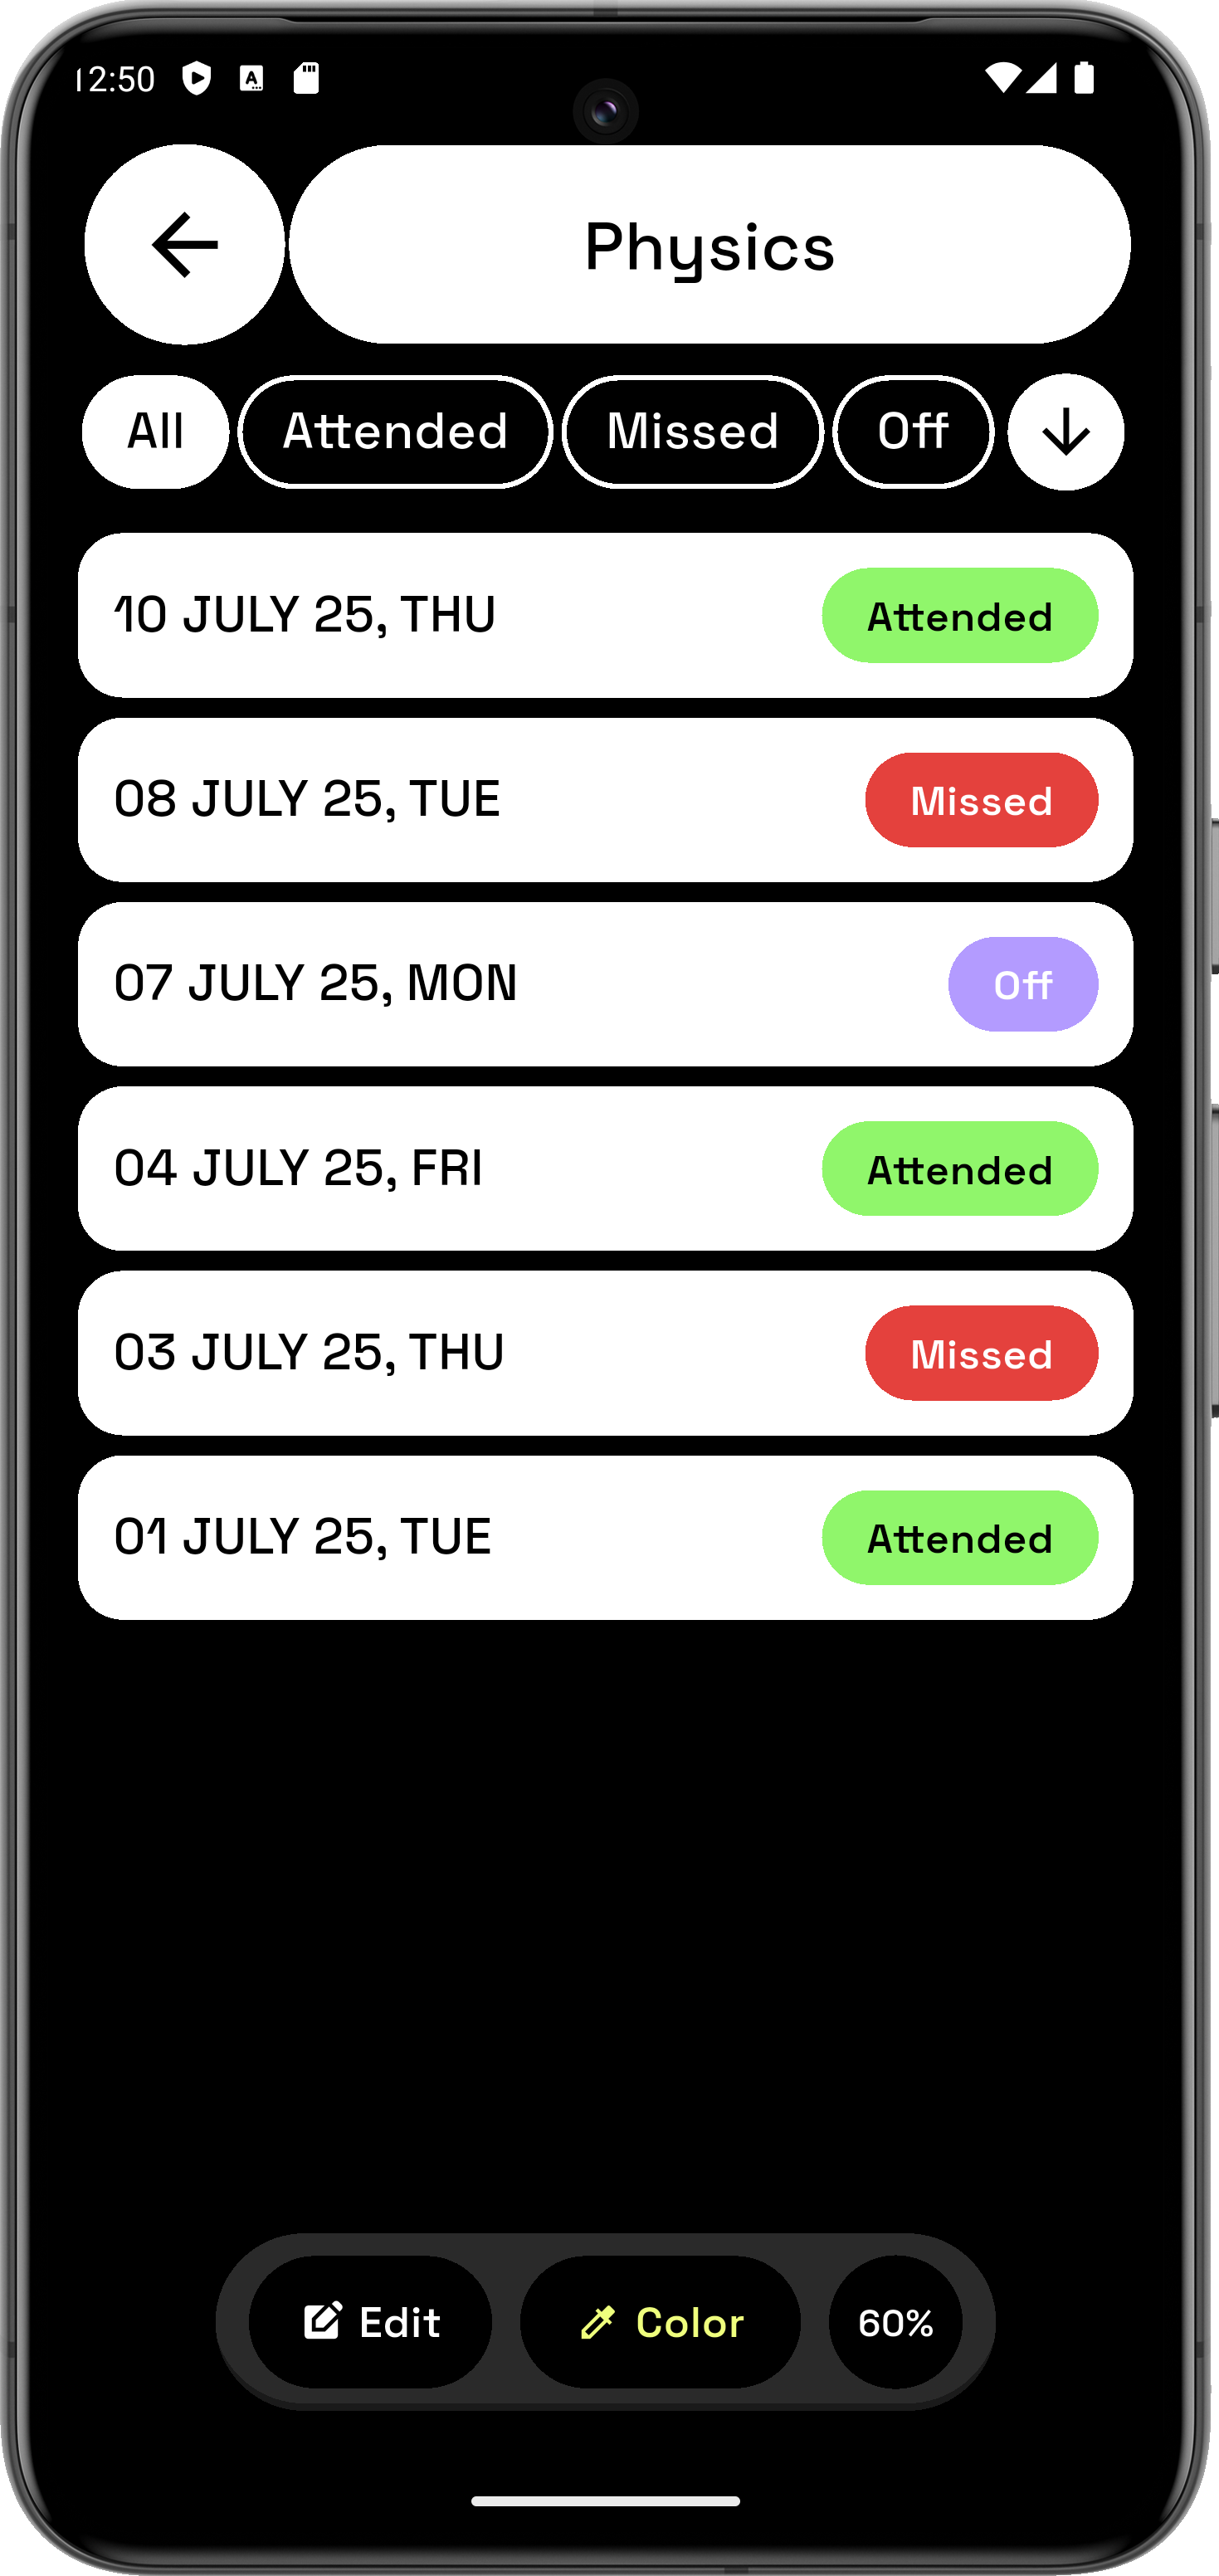 12:50
Physics
All Attended Missed Off
10 JULY 25, THU Attended
08 JULY 25, TUE Missed
07 JULY 25, MON Off
04 JULY 25, FRI Attended
03 JULY 25, THU Missed
01 JULY 25, TUE Attended
Edit Color 60%